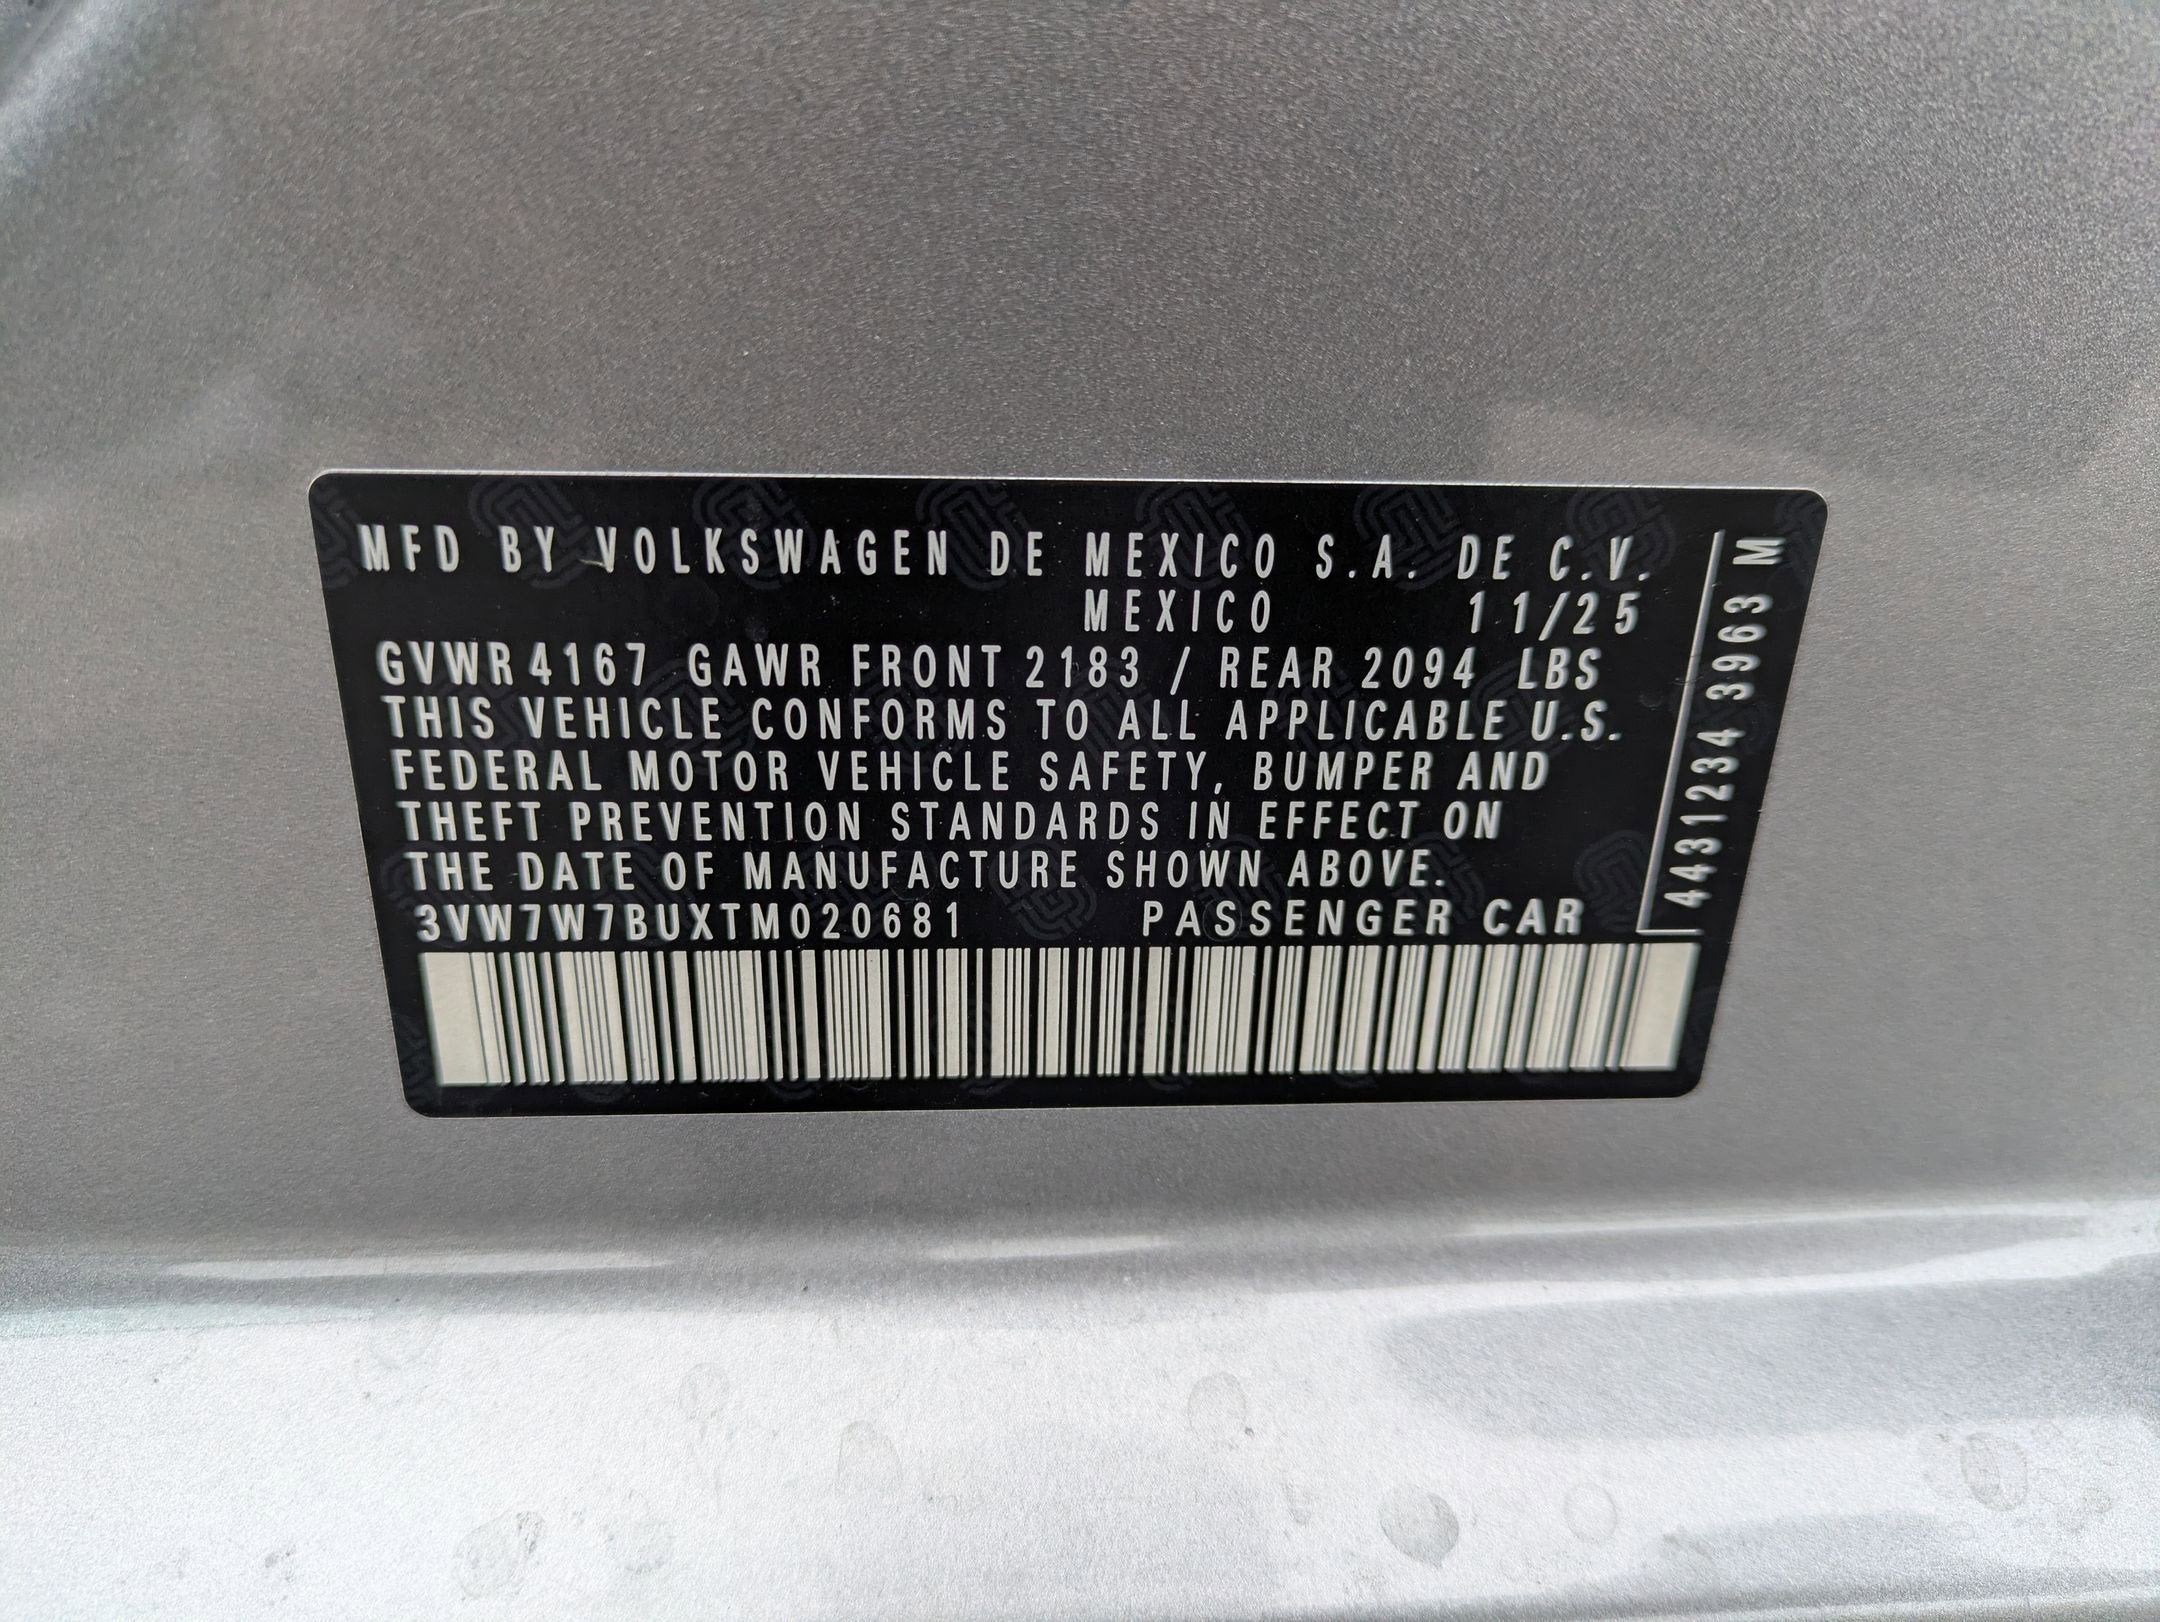 MFD BY VOLKSWAGEN DE MEXICO S.A. DE C.V.
MEXICO 11/25
GVWR 4167 GAWR FRONT 2183 / REAR 2094 LBS
THIS VEHICLE CONFORMS TO ALL APPLICABLE U.S.
FEDERAL MOTOR VEHICLE SAFETY, BUMPER AND
THEFT PREVENTION STANDARDS IN EFFECT ON
THE DATE OF MANUFACTURE SHOWN ABOVE.
3VW7W7BUXTM020681 PASSENGER CAR
4431234 3963 M